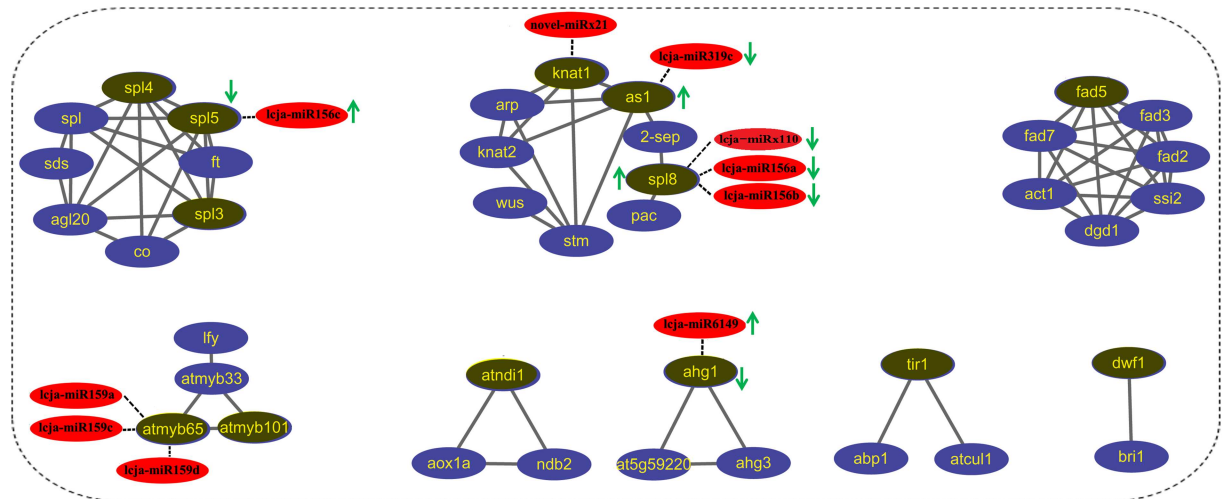 novel-miRx21
lcja-miR319c
knat1
spl4
as1
fad5
arp
fad3
lcja-miR156c
spl
spl5
2-sep
fad7
lcja-miRx110
knat2
fad2
sds
ft
lcja-miR156a
spl8
act1
lcja-miR156b
ssi2
wus
agl20
spl3
pac
dgd1
stm
co
lcja-miR6149
lfy
atndi1
ahg1
tir1
dwf1
atmyb33
lcja-miR159a
lcja-miR159c
atmyb65
atmyb101
aox1a
ndb2
at5g59220
ahg3
abp1
atcul1
bri1
lcja-miR159d